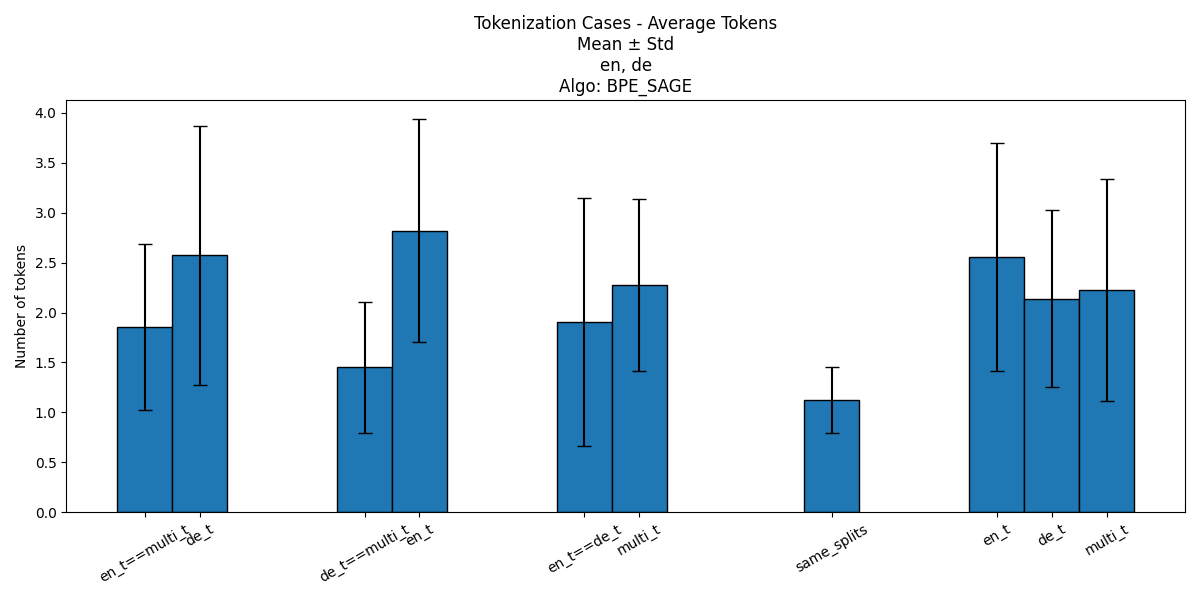 Tokenization Cases - Average Tokens
Mean ± Std
en, de
Algo: BPE_SAGE
Number of tokens
4.0
3.5
3.0
2.5
2.0
1.5
1.0
0.5
0.0
en_t==multi_t
de_t
de_t==multi_t
en_t
en_t==de_t
multi_t
same_splits
en_t
de_t
multi_t